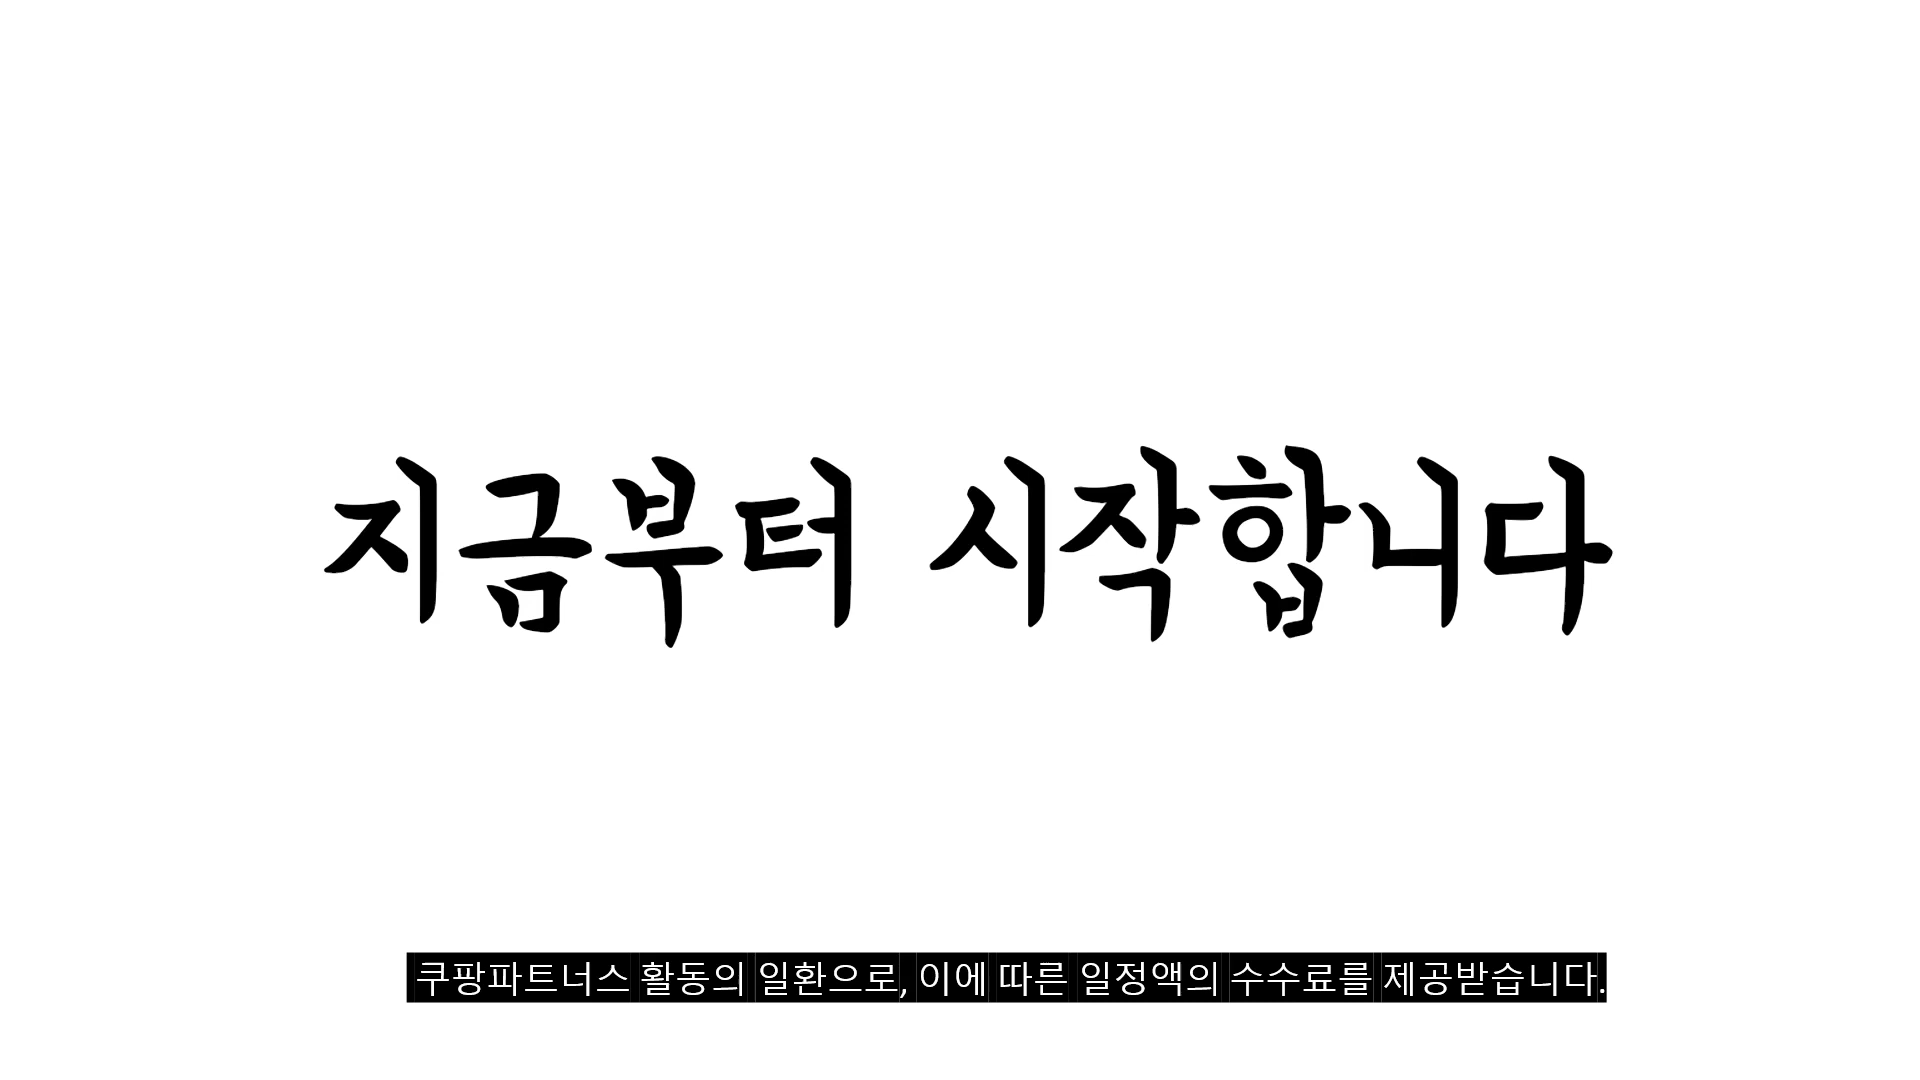 지금부터 시작합니다
쿠팡파트너스 활동의 일환으로, 이에 따른 일정액의 수수료를 제공받습니다.